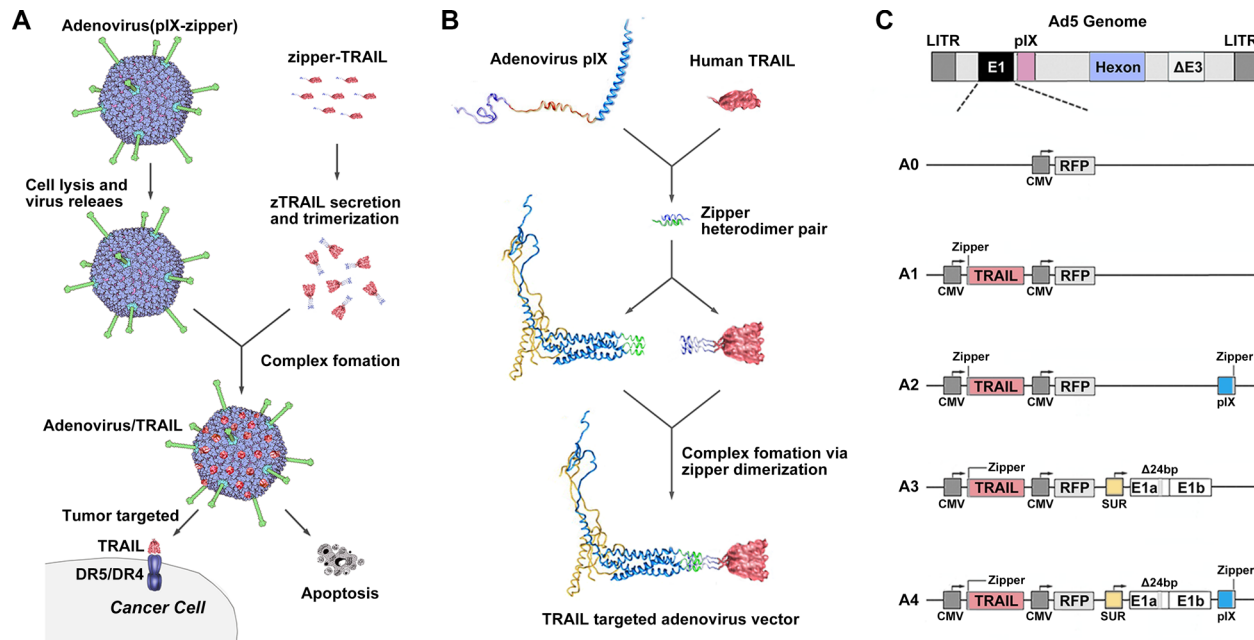 A
Adenovirus(pIX-zipper)
zipper-TRAIL
Cell lysis and
virus releaes
zTRAIL secretion
and trimerization
Complex fomation
Adenovirus/TRAIL
Tumor targeted
TRAIL
DR5/DR4
Cancer Cell
Apoptosis
B
Adenovirus pIX
Human TRAIL
Zipper
heterodimer pair
Complex fomation via
zipper dimerization
TRAIL targeted adenovirus vector
C
Ad5 Genome
LITR
pIX
LITR
E1
Hexon
ΔE3
A0
CMV
RFP
A1
Zipper
CMV
TRAIL
CMV
RFP
A2
Zipper
Zipper
CMV
TRAIL
CMV
RFP
pIX
A3
Zipper
Δ24bp
CMV
TRAIL
CMV
RFP
SUR
E1a
E1b
A4
Zipper
Δ24bp
Zipper
CMV
TRAIL
CMV
RFP
SUR
E1a
E1b
pIX